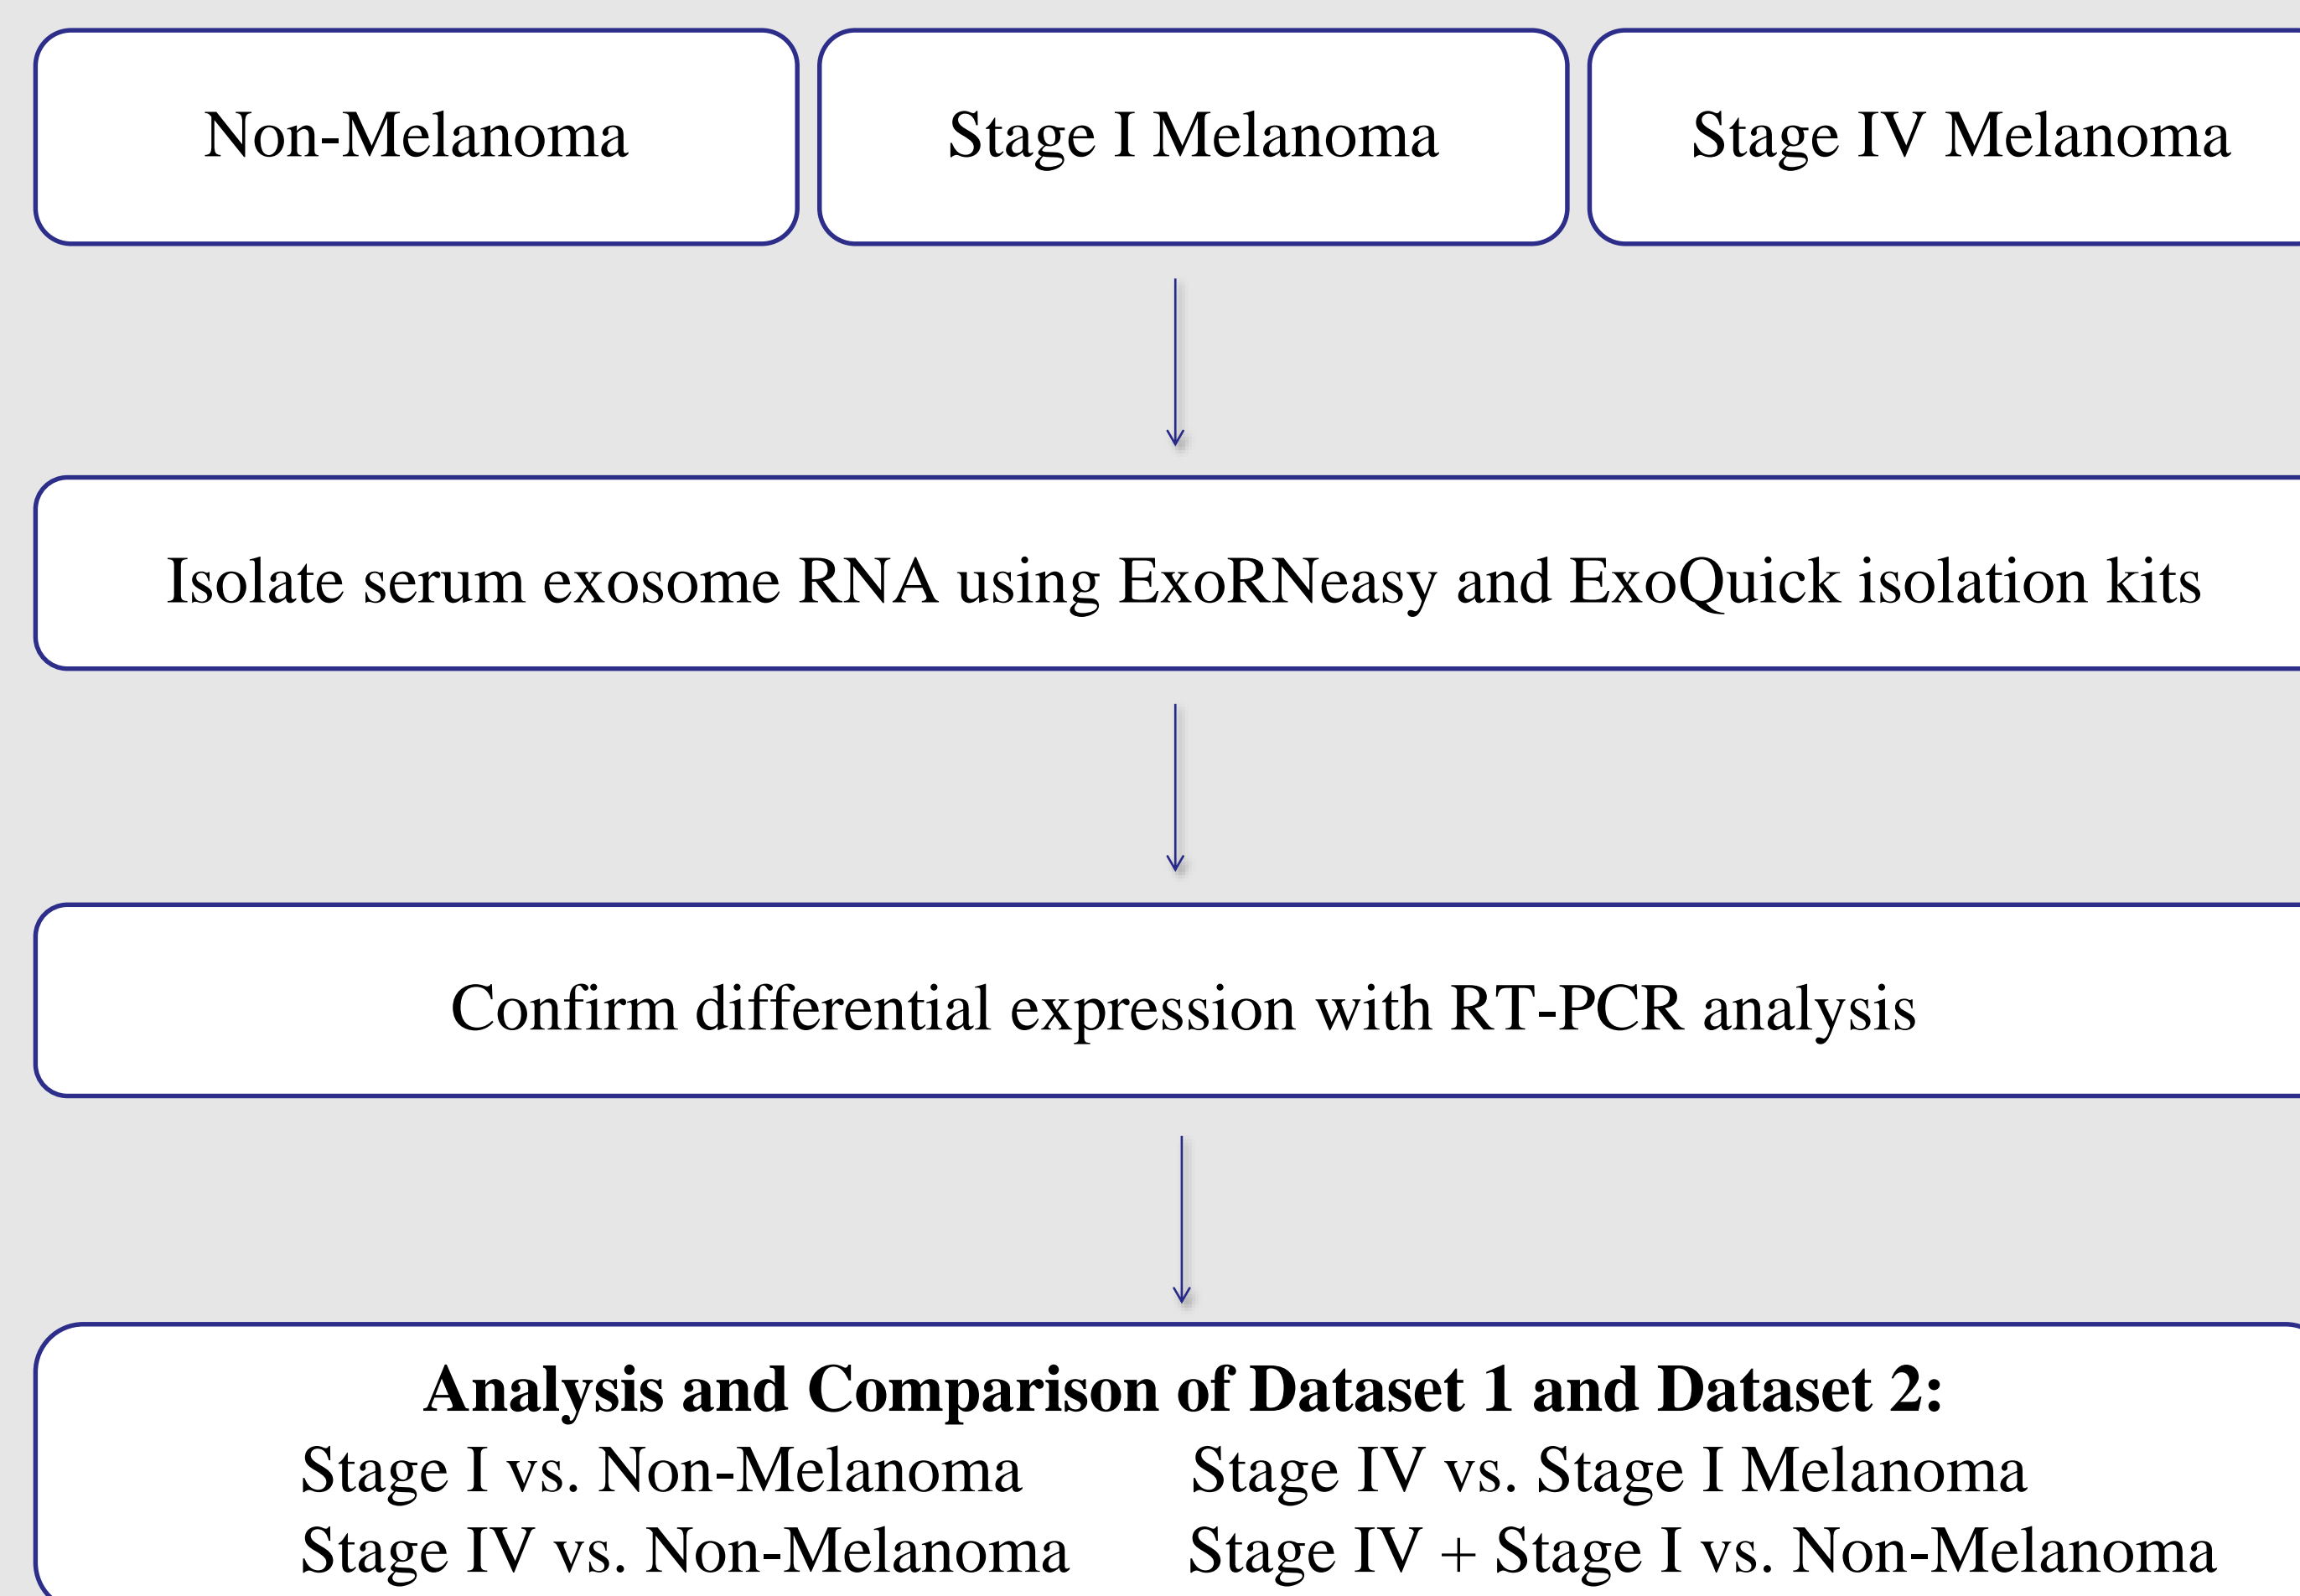 Non-Melanoma
Stage I Melanoma
Stage IV Melenoma
Isolate serum exosome RNA using ExoRNeasy and ExoQuick isolation kits
Confirm differential expression with RT-PCR analysis
Analysis and Comparison of Dataset 1 and Dataset 2:
Stage I vs. Non-Melanoma Stage IV vs. Stage I Melanoma
Stage IV vs. Non-Melanoma Stage IV + Stage I vs. Non-Melanoma